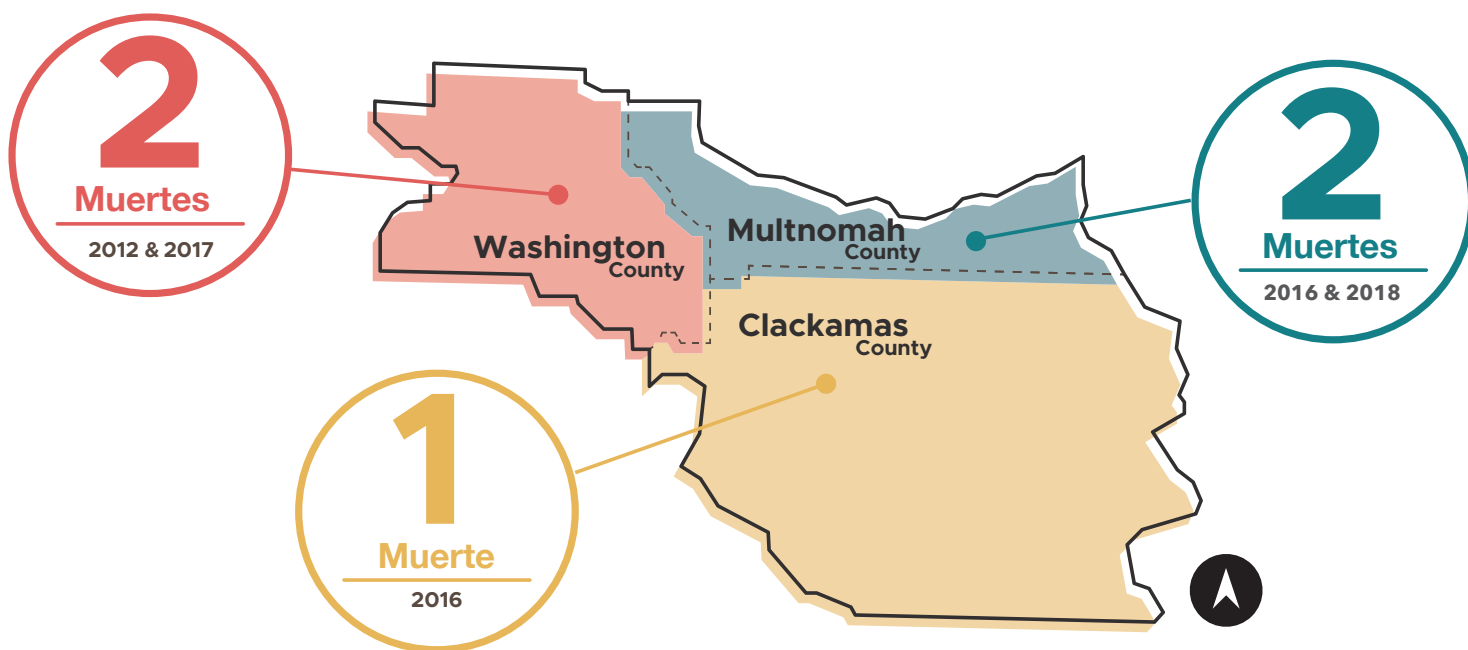 2
Muertes
2012 & 2017
2
Muertes
2016 & 2018
Washington
County
Multnomah
County
Clackamas
County
1
Muerte
2016